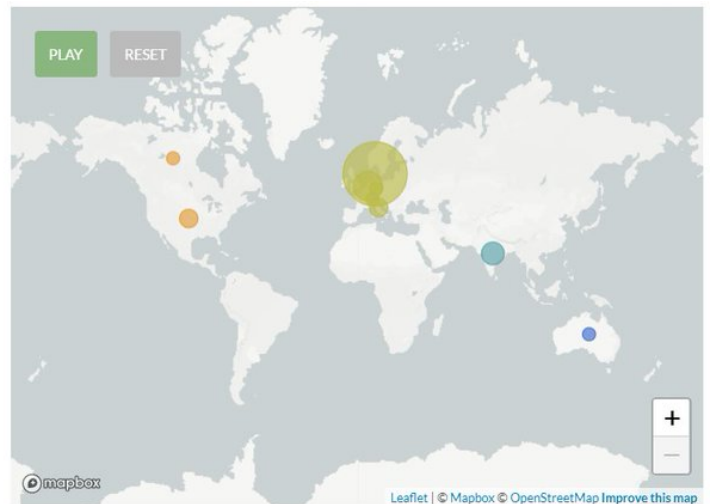 PLAY RESET
+
−
mapbox
Leaflet | © Mapbox © OpenStreetMap Improve this map